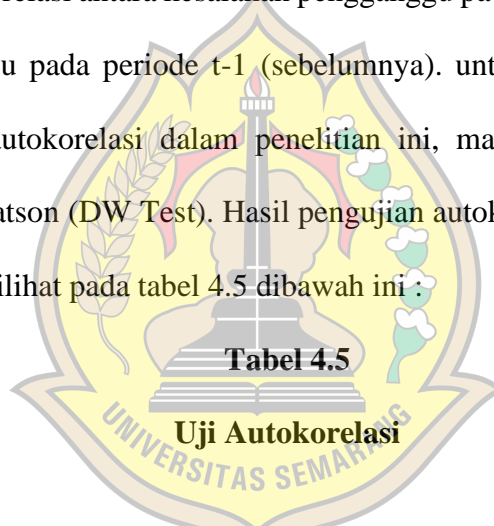 relasi antara kesalahan pengganggu pa
u pada periode t-1 (sebelumnya). unt
autokorelasi dalam penelitian ini, ma
atson (DW Test). Hasil pengujian autok
ilihat pada tabel 4.5 dibawah ini :
Tabel 4.5
Uji Autokorelasi
UNIVERSITAS SEMARANG